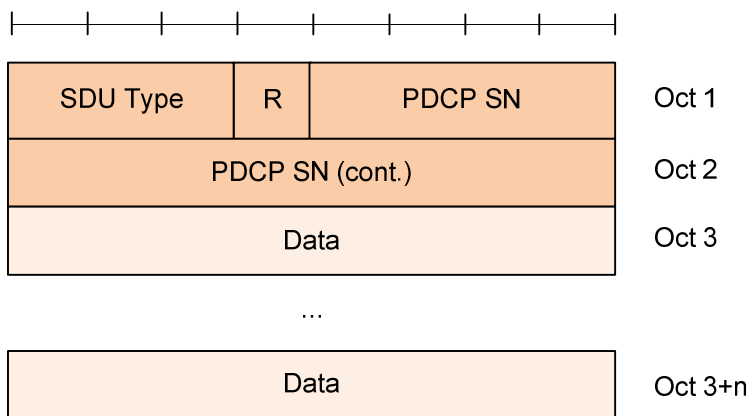 SDU Type R PDCP SN Oct 1
PDCP SN (cont.) Oct 2
Data Oct 3
...
Data Oct 3+n